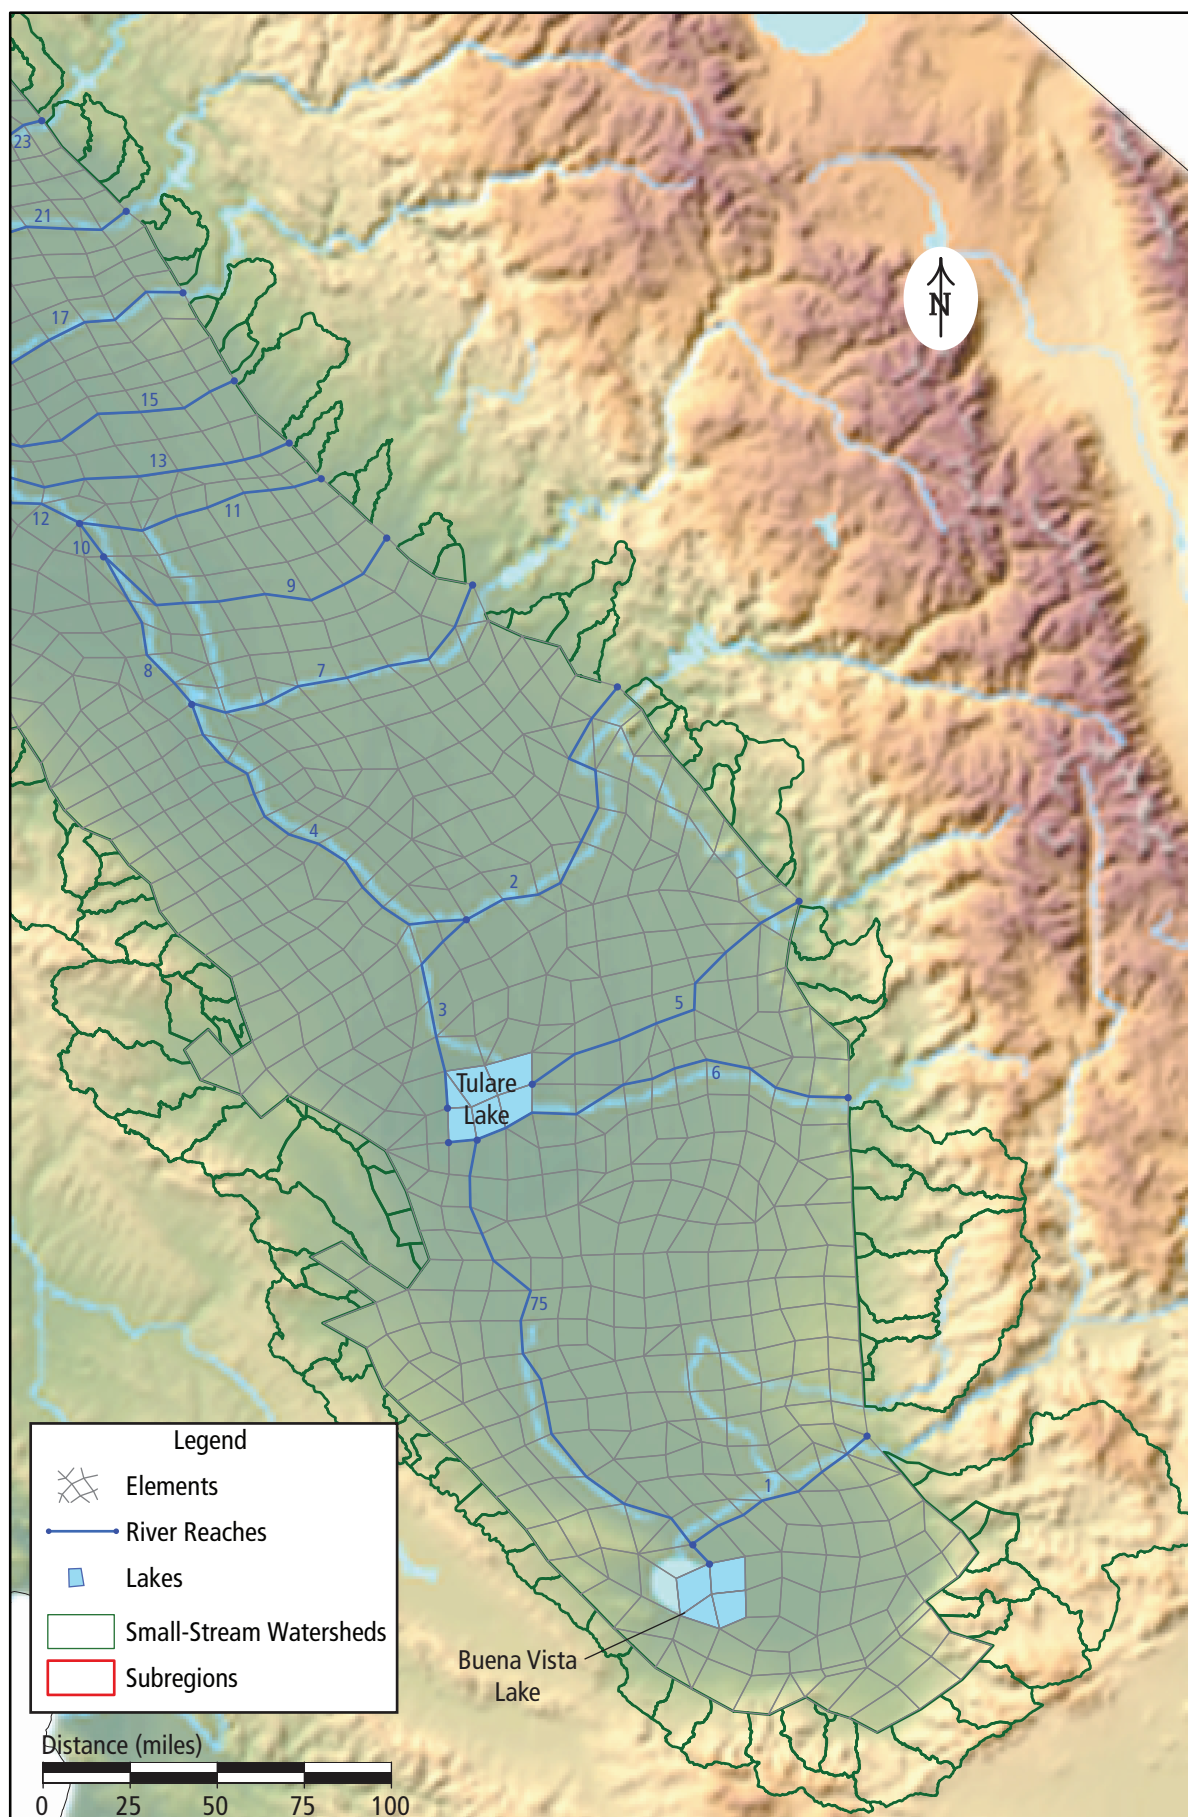 23
21
17
15
13
12
11
10
9
8
7
4
2
3
5
6
Tulare
Lake
75
1
Buena Vista
Lake
N
Legend
Elements
River Reaches
Lakes
Small-Stream Watersheds
Subregions
Distance (miles)
0 25 50 75 100